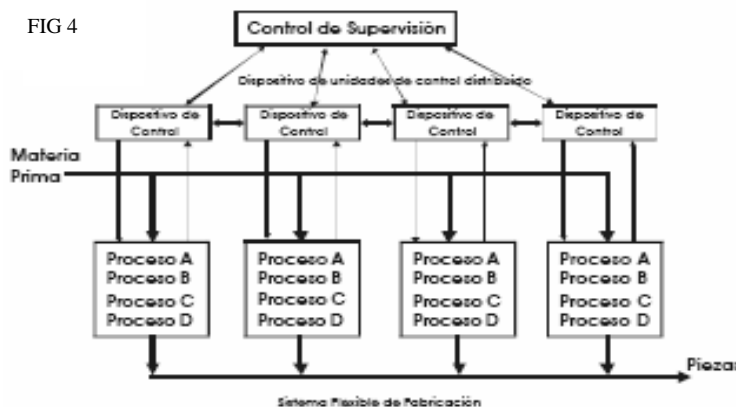 FIG 4
Control de Supervisión
Dispositivo de unidades de control distribuido
Dispositivo de
Control
Dispositivo de
Control
Dispositivo de
Control
Dispositivo de
Control
Materia
Prima
Proceso A
Proceso B
Proceso C
Proceso D
Proceso A
Proceso B
Proceso C
Proceso D
Proceso A
Proceso B
Proceso C
Proceso D
Proceso A
Proceso B
Proceso C
Proceso D
Piezas
Sistema Flexible de Fabricación